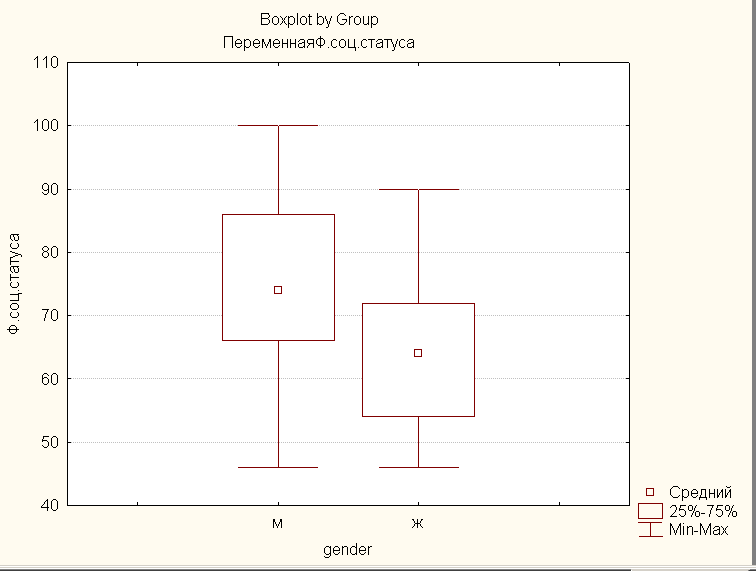 Boxplot by Group
ПеременнаяФ.соц.статуса
110
100
90
80
70
60
50
40
Ф.соц.статуса
м
ж
gender
Средний
25%-75%
Min-Max